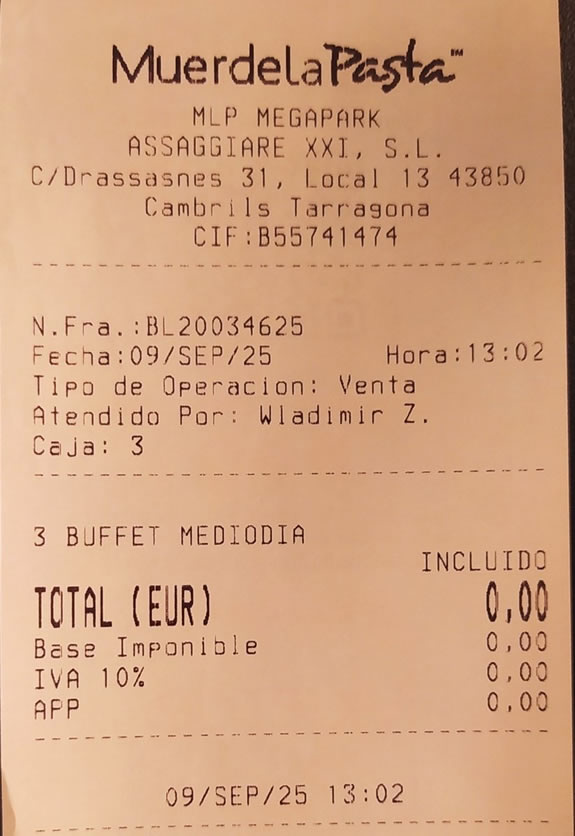 MuerdelaPasta™
MLP MEGAPARK
ASSAGGIARE XXI, S.L.
C/Drassasnes 31, Local 13 43850
Cambrils Tarragona
CIF:B55741474
N.Fra.:BL20034625
Fecha:09/SEP/25 Hora:13:02
Tipo de Operacion: Venta
Atendido Por: Wladimir Z.
Caja: 3
3 BUFFET MEDIODIA
INCLUIDO
TOTAL (EUR) 0,00
Base Imponible 0,00
IVA 10% 0,00
APP 0,00
09/SEP/25 13:02